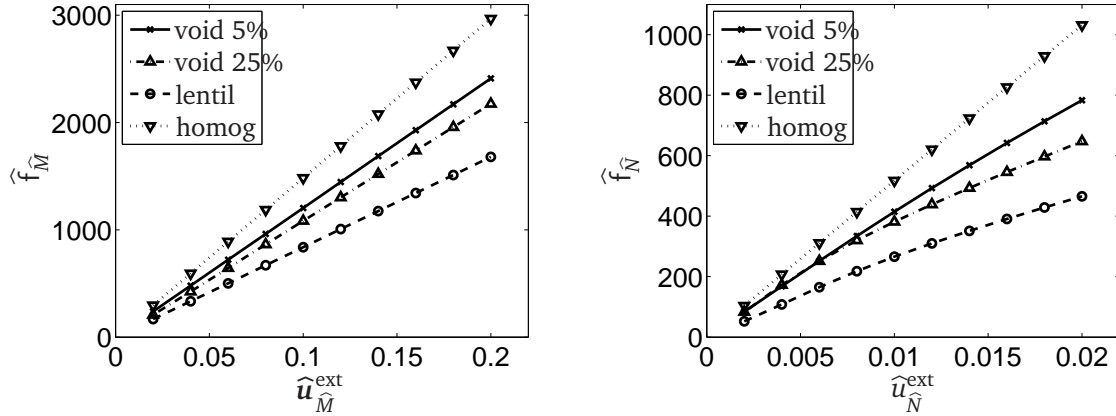 3000
2000
1000
0
f̂_M̂
void 5%
void 25%
lentil
homog
0 0.05 0.1 0.15 0.2
û^ext_M̂
1000
800
600
400
200
0
f̂_N̂
void 5%
void 25%
lentil
homog
0 0.005 0.01 0.015 0.02
û^ext_N̂